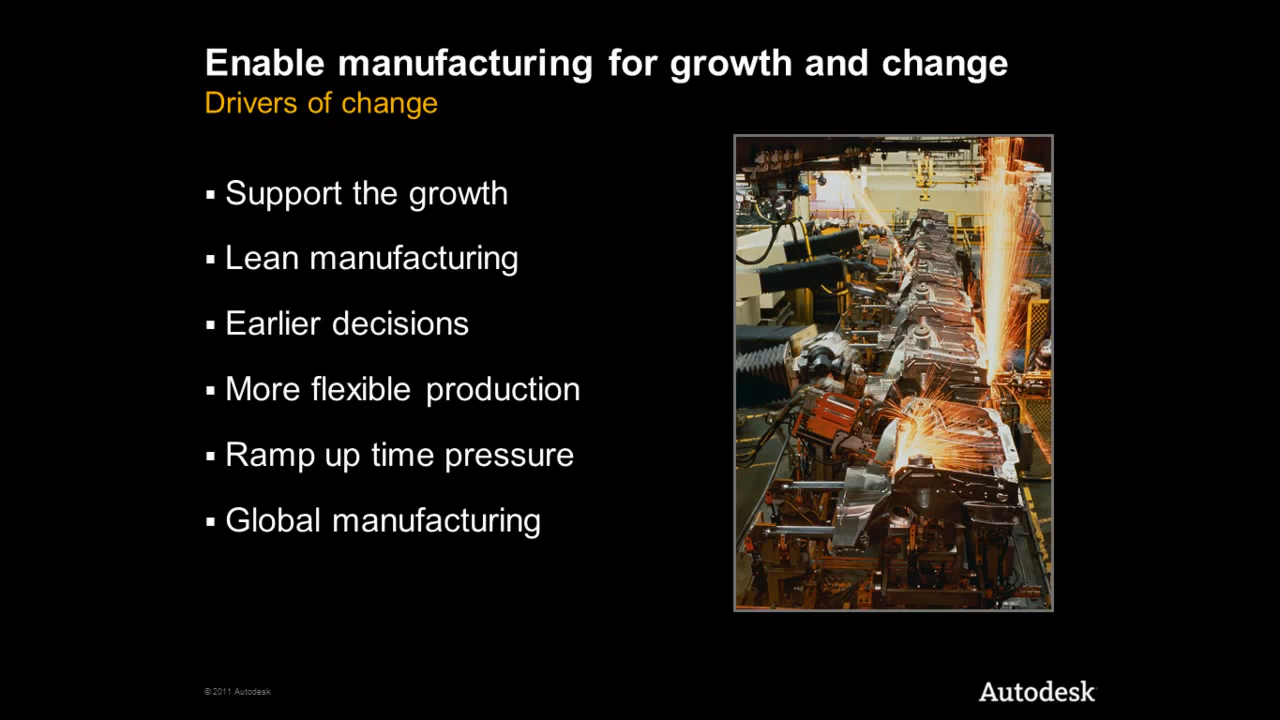 Enable manufacturing for growth and change
Drivers of change
▪ Support the growth
▪ Lean manufacturing
▪ Earlier decisions
▪ More flexible production
▪ Ramp up time pressure
▪ Global manufacturing
© 2011 Autodesk
Autodesk